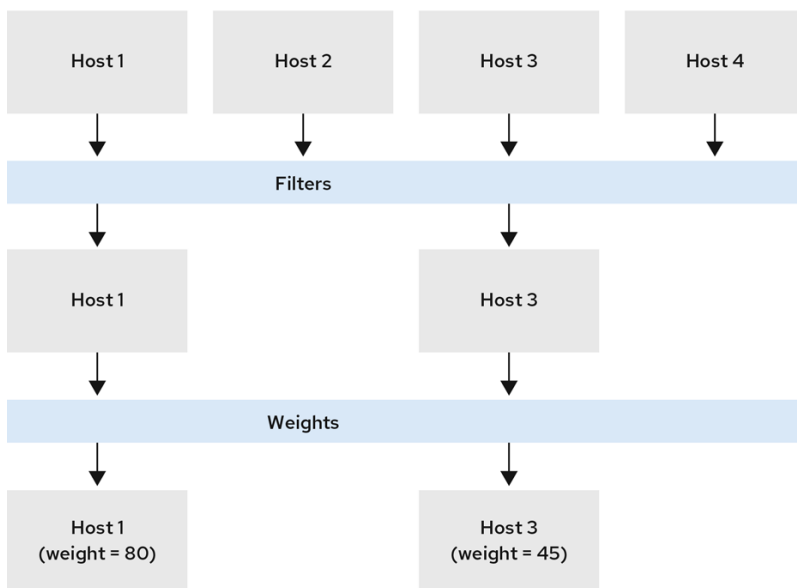 Host 1
Host 2
Host 3
Host 4
Filters
Host 1
Host 3
Weights
Host 1
(weight = 80)
Host 3
(weight = 45)